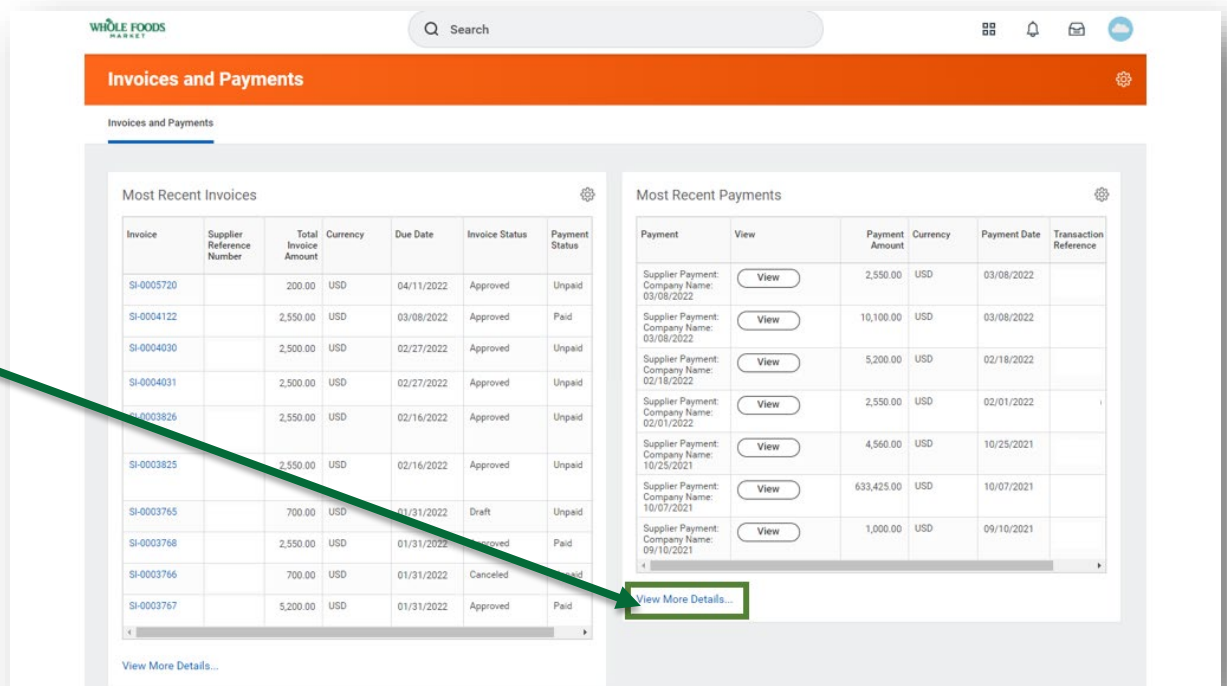 WHOLE FOODS
MARKET
Search
Invoices and Payments
Invoices and Payments
Most Recent Invoices
Invoice Supplier Reference Number Total Invoice Amount Currency Due Date Invoice Status Payment Status
SI-0005720 200.00 USD 04/11/2022 Approved Unpaid
SI-0004122 2,550.00 USD 03/08/2022 Approved Paid
SI-0004030 2,500.00 USD 02/27/2022 Approved Unpaid
SI-0004031 2,500.00 USD 02/27/2022 Approved Unpaid
SI-0003826 2,550.00 USD 02/16/2022 Approved Unpaid
SI-0003825 2,550.00 USD 02/16/2022 Approved Unpaid
SI-0003765 700.00 USD 01/31/2022 Draft Unpaid
SI-0003768 2,550.00 USD 01/31/2022 Approved Paid
SI-0003766 700.00 USD 01/31/2022 Canceled Unpaid
SI-0003767 5,200.00 USD 01/31/2022 Approved Paid
View More Details...
Most Recent Payments
Payment View Payment Amount Currency Payment Date Transaction Reference
Supplier Payment: Company Name: 03/08/2022 View 2,550.00 USD 03/08/2022
Supplier Payment: Company Name: 03/08/2022 View 10,100.00 USD 03/08/2022
Supplier Payment: Company Name: 02/18/2022 View 5,200.00 USD 02/18/2022
Supplier Payment: Company Name: 02/01/2022 View 2,550.00 USD 02/01/2022
Supplier Payment: Company Name: 10/25/2021 View 4,560.00 USD 10/25/2021
Supplier Payment: Company Name: 10/07/2021 View 633,425.00 USD 10/07/2021
Supplier Payment: Company Name: 09/10/2021 View 1,000.00 USD 09/10/2021
View More Details...